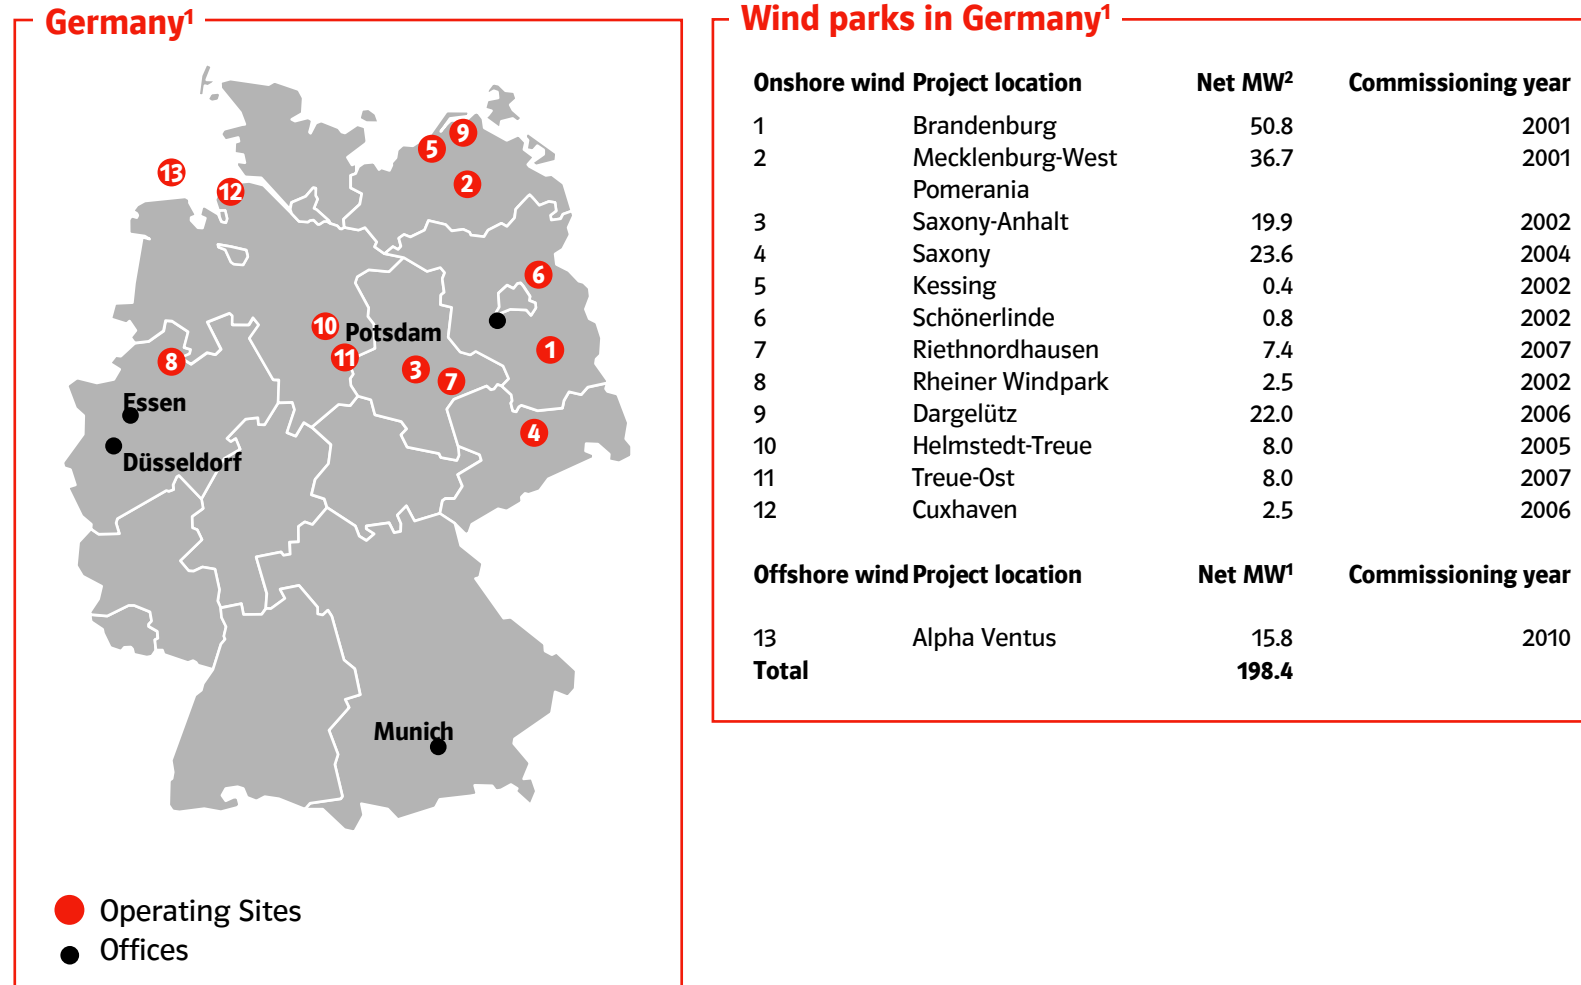 Germany¹
13
12
5
9
2
6
10
Potsdam
11
1
8
3
7
Essen
4
Düsseldorf
Munich
Operating Sites
Offices
Wind parks in Germany¹
Onshore wind Project location Net MW² Commissioning year
1 Brandenburg 50.8 2001
2 Mecklenburg-West 36.7 2001
Pomerania
3 Saxony-Anhalt 19.9 2002
4 Saxony 23.6 2004
5 Kessing 0.4 2002
6 Schönerlinde 0.8 2002
7 Riethnordhausen 7.4 2007
8 Rheiner Windpark 2.5 2002
9 Dargelütz 22.0 2006
10 Helmstedt-Treue 8.0 2005
11 Treue-Ost 8.0 2007
12 Cuxhaven 2.5 2006
Offshore wind Project location Net MW¹ Commissioning year
13 Alpha Ventus 15.8 2010
Total 198.4